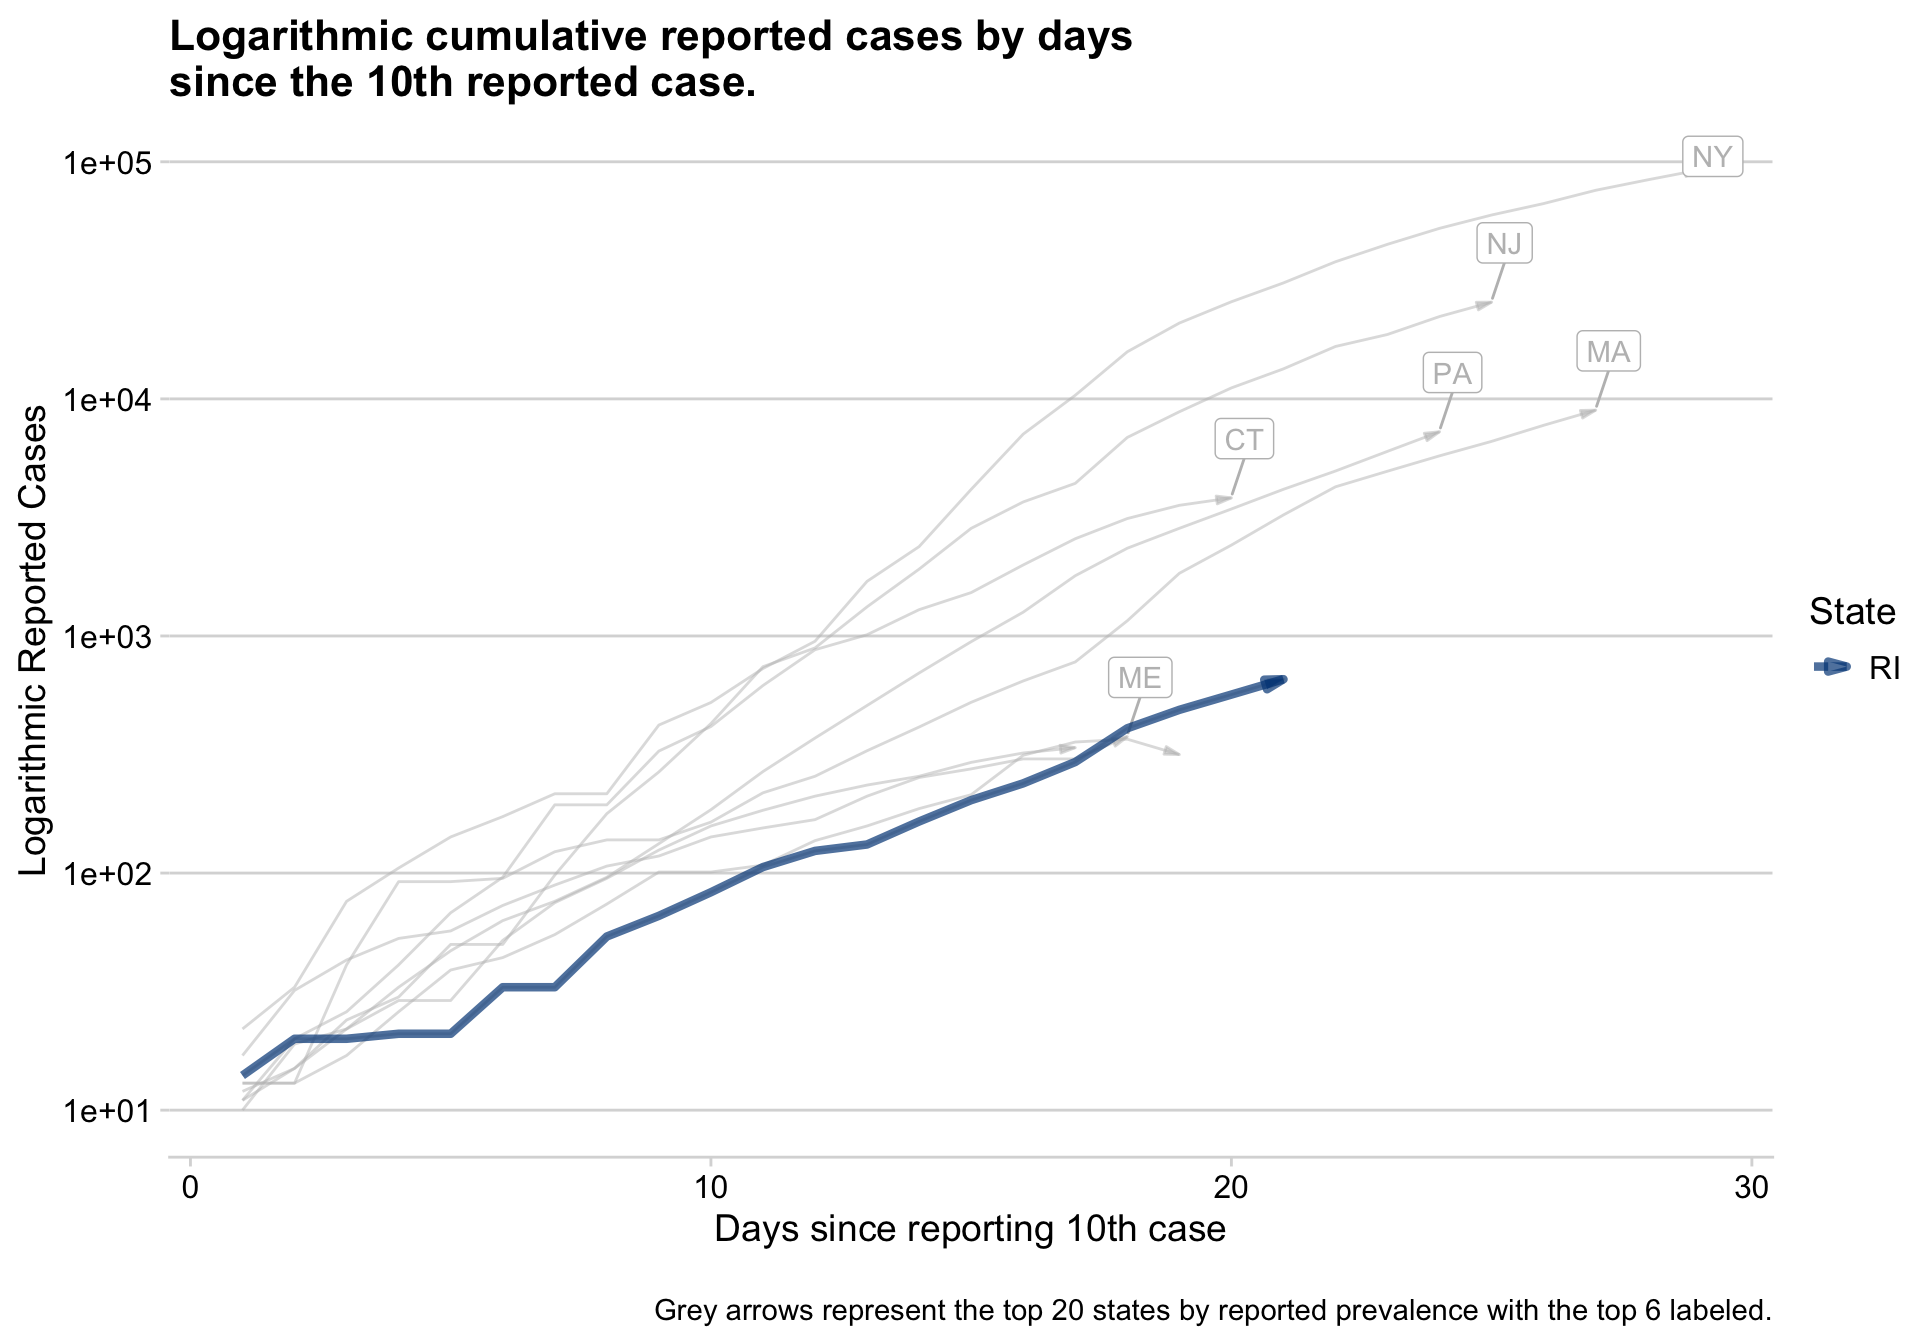 Logarithmic cumulative reported cases by days
since the 10th reported case.
1e+05
1e+04
1e+03
1e+02
1e+01
Logarithmic Reported Cases
NY
NJ
MA
PA
CT
ME
State
RI
0
10
20
30
Days since reporting 10th case
Grey arrows represent the top 20 states by reported prevalence with the top 6 labeled.